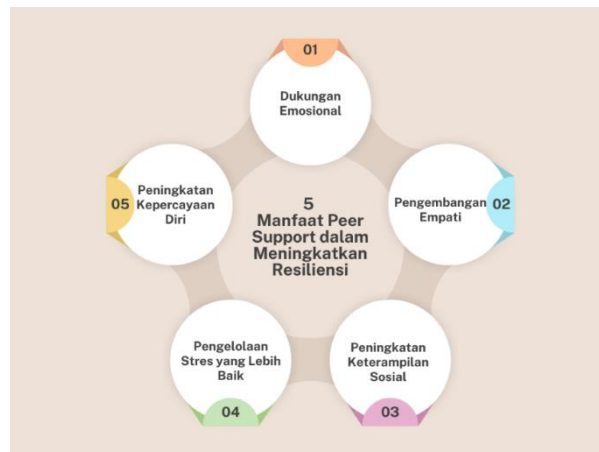 5
Manfaat Peer
Support dalam
Meningkatkan
Resiliensi
01
Dukungan
Emosional
02
Pengembangan
Empati
03
Peningkatan
Keterampilan
Sosial
04
Pengelolaan
Stres yang Lebih
Baik
05
Peningkatan
Kepercayaan
Diri